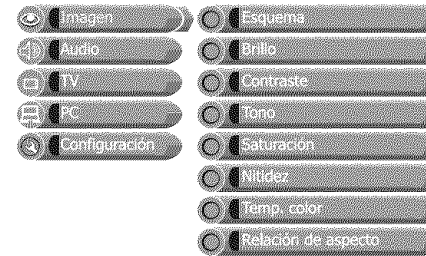 Imagen
Audio
TV
PC
Configuración
Esquema
Brillo
Contraste
Tono
Saturación
Nitidez
Temp. color
Relación de aspecto